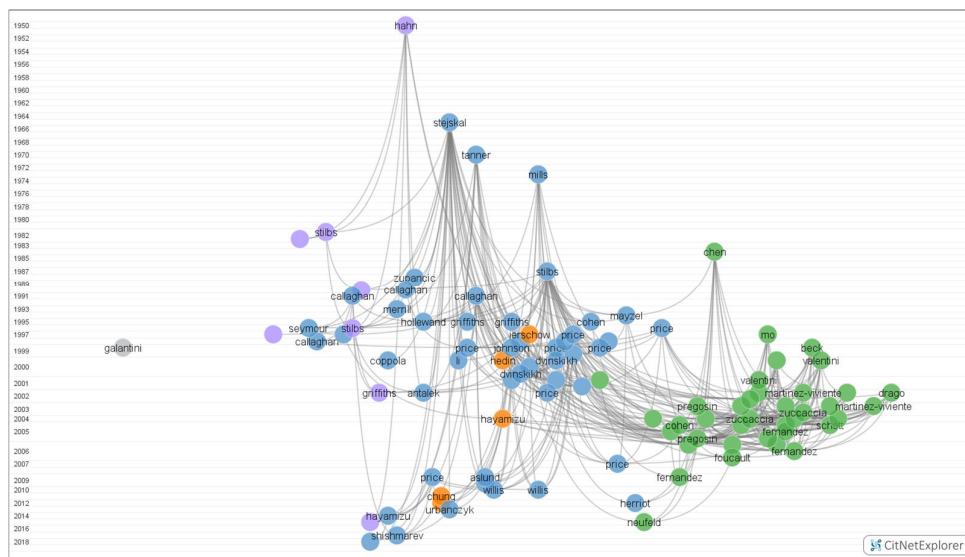 1950
hahn
1952
1954
1956
1958
1960
1962
1964
stejskal
1966
1968
1970
tanner
1972
mills
1974
1976
1978
1980
stilbs
1982
1983
chen
1985
1987
zupancic
stilbs
1989
callaghan
1991
callaghan
callaghan
merrill
1993
mayzel
1995
seymour
stilbs
hollewand
griffiths
griffiths
cohen
price
1997
callaghan
jerschow
price
mo
galantini
price
johnson
price
price
beck
1999
coppola
li
hedin
dvinskikh
valentini
2000
dvinskikh
2001
valentini
2002
griffiths
antalek
price
martinez-viviente
drago
2004
hayamizu
pregosin
zuccaccia
martinez-viviente
2005
cohen
zuccaccia
fernandez
schott
2006
pregosin
foucault
fernandez
2007
price
2009
price
aslund
fernandez
2010
chung
willis
willis
2012
urbanczyk
herriot
2014
hayamizu
neufeld
2016
shishmarev
2018
CitNetExplorer